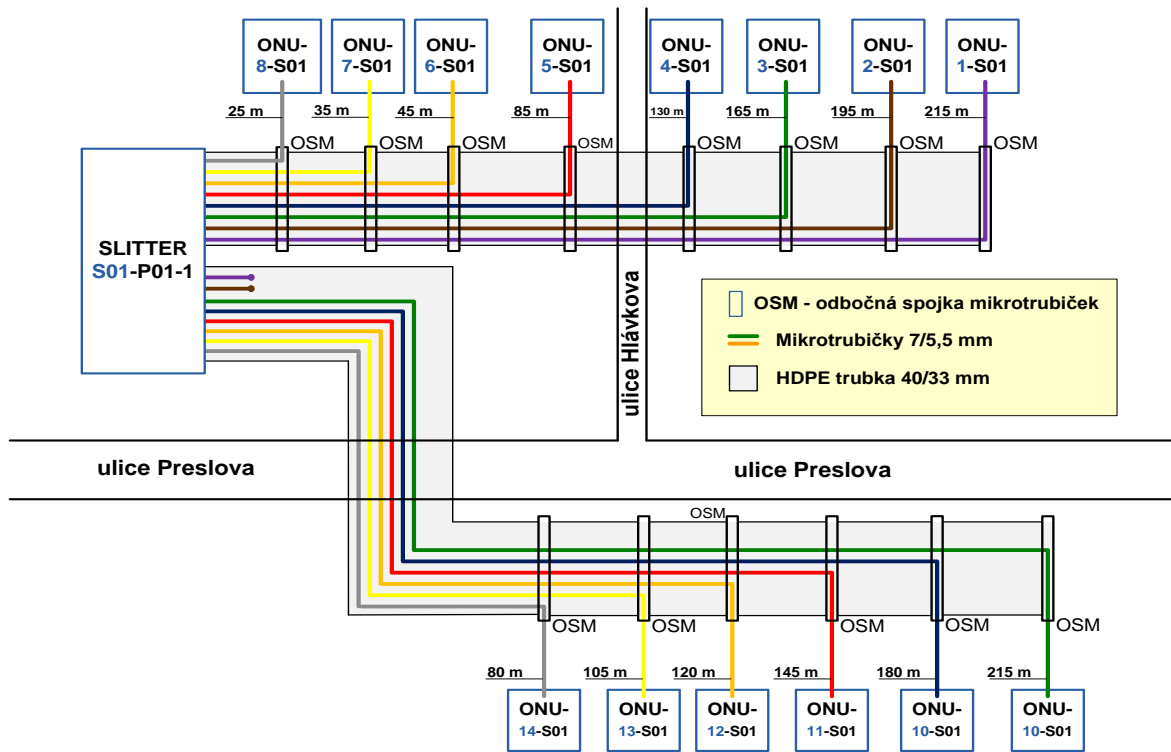 ONU-
8-S01
ONU-
7-S01
ONU-
6-S01
ONU-
5-S01
ONU-
4-S01
ONU-
3-S01
ONU-
2-S01
ONU-
1-S01
25 m
35 m
45 m
85 m
130 m
165 m
195 m
215 m
OSM
OSM
OSM
OSM
OSM
OSM
OSM
OSM
SLITTER
S01-P01-1
ulice Hlávkova
OSM - odbočná spojka mikrotrubiček
Mikrotrubičky 7/5,5 mm
HDPE trubka 40/33 mm
ulice Preslova
ulice Preslova
OSM
OSM
OSM
OSM
OSM
OSM
80 m
105 m
120 m
145 m
180 m
215 m
ONU-
14-S01
ONU-
13-S01
ONU-
12-S01
ONU-
11-S01
ONU-
10-S01
ONU-
10-S01